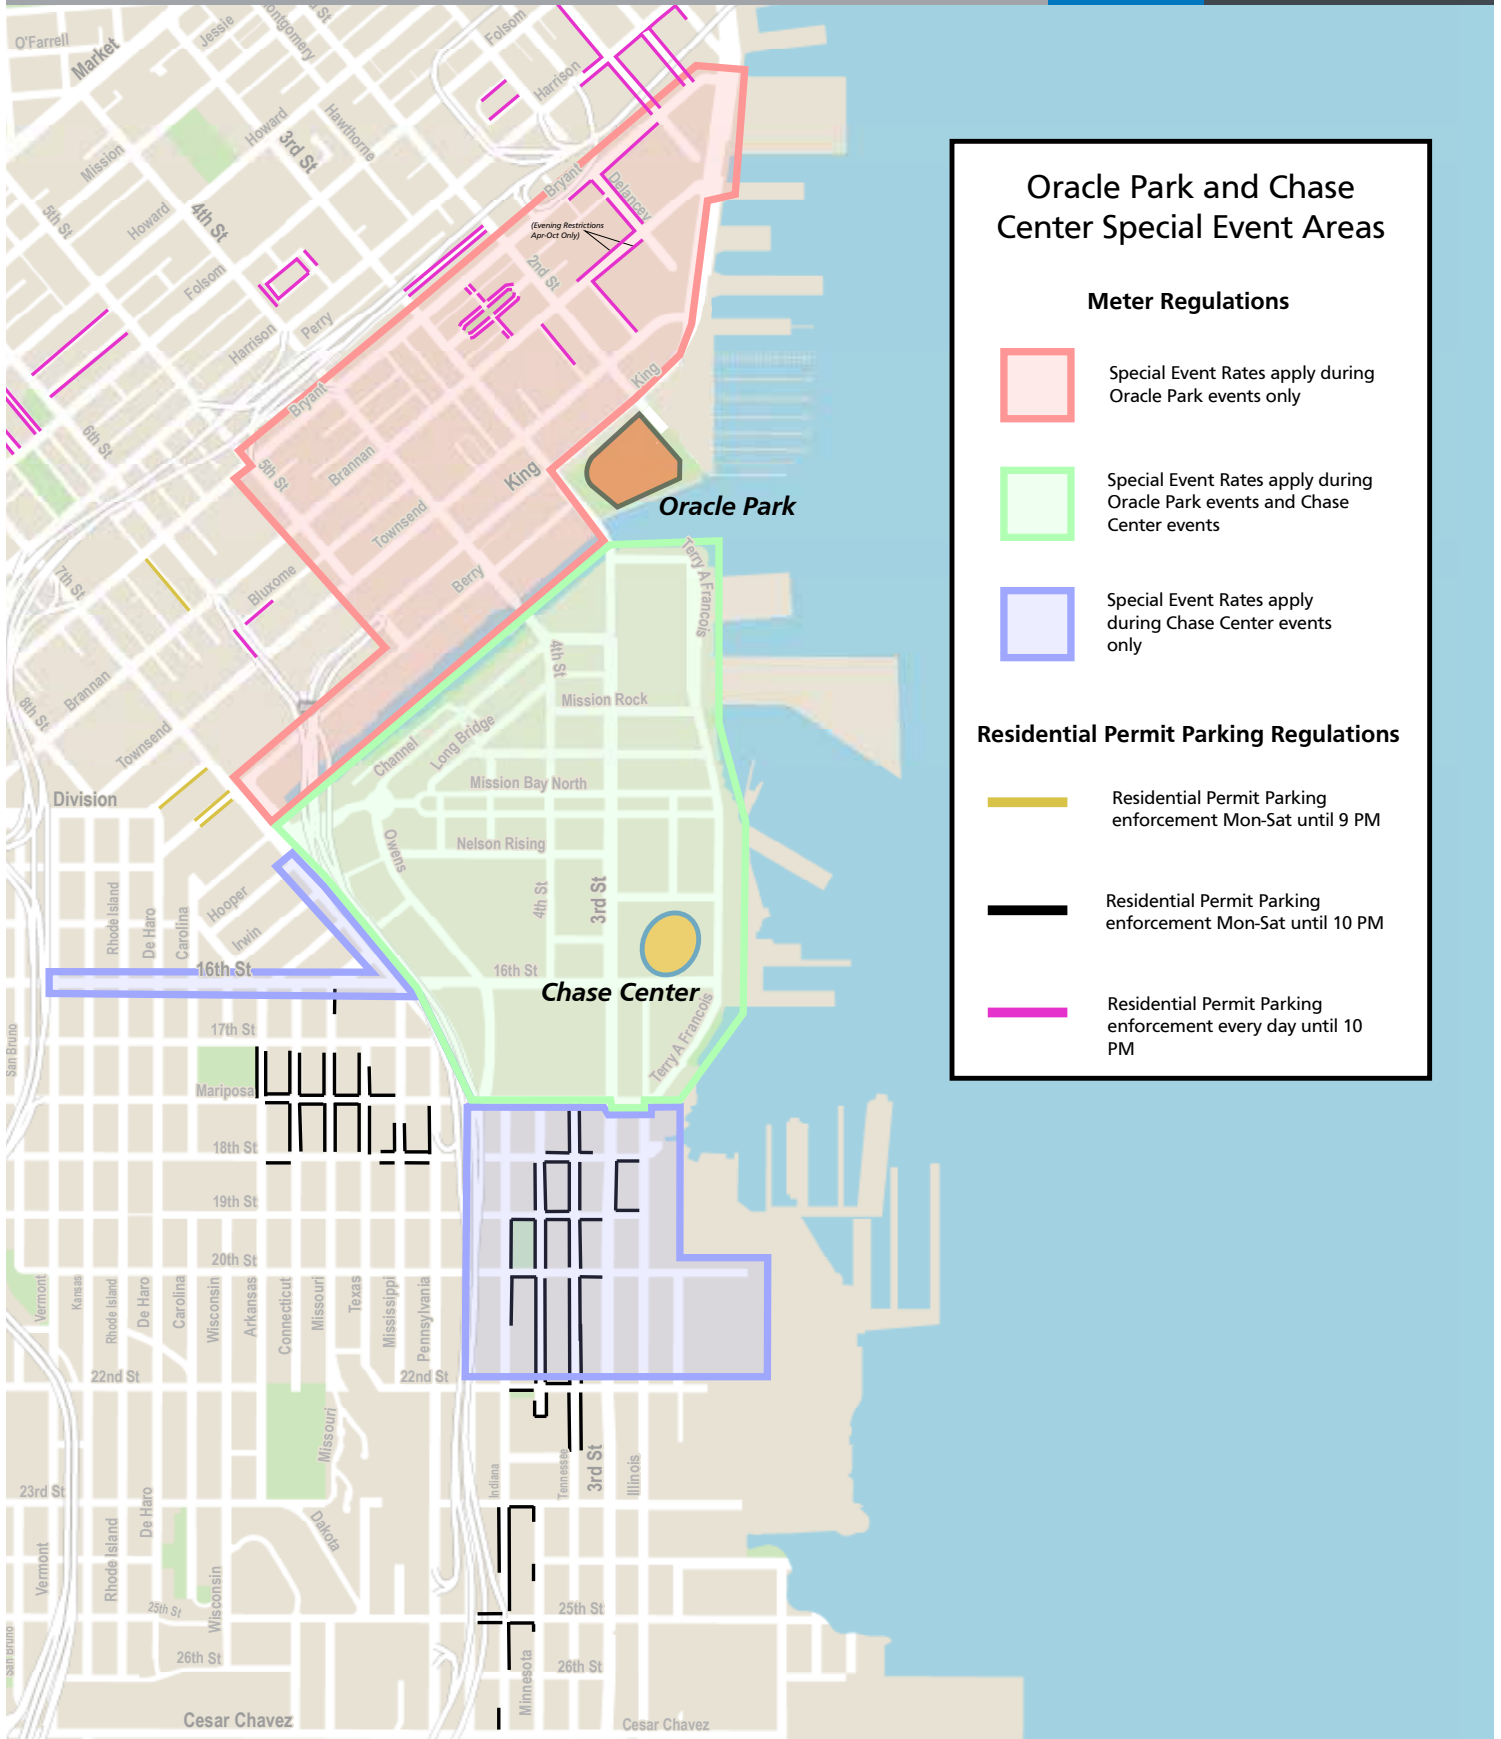 O'Farrell
Market
Jessie
ontgomery
d St
Folsom
Harrison
Howard
3rd St
Hawthorne
Mission
5th St
Howard
4th St
Folsom
Harrison
Perry
Bryant
Delancey
(Evening Restrictions
Apr-Oct Only)
2nd St
King
Bryant
6th St
5th St
Brannan
King
Oracle Park
Townsend
Berry
7th St
Bluxome
Brannan
8th St
Townsend
Division
Terry A Francois
4th St
Mission Rock
Channel
Long Bridge
Mission Bay North
Owens
Nelson Rising
4th St
3rd St
Rhode Island
De Haro
Carolina
Hooper
Irwin
16th St
16th St
Chase Center
Terry A Francois
San Bruno
17th St
Mariposa
18th St
19th St
20th St
Vermont
Kansas
Rhode Island
De Haro
Carolina
Wisconsin
Arkansas
Connecticut
Missouri
Texas
Mississippi
Pennsylvania
22nd St
22nd St
Missouri
23rd St
Indiana
Tennessee
3rd St
Illinois
De Haro
Rhode Island
Vermont
Dakota
Wisconsin
25th St
25th St
26th St
26th St
San Bruno
Minnesota
Cesar Chavez
Cesar Chavez
Oracle Park and Chase
Center Special Event Areas
Meter Regulations
Special Event Rates apply during
Oracle Park events only
Special Event Rates apply during
Oracle Park events and Chase
Center events
Special Event Rates apply
during Chase Center events
only
Residential Permit Parking Regulations
Residential Permit Parking
enforcement Mon-Sat until 9 PM
Residential Permit Parking
enforcement Mon-Sat until 10 PM
Residential Permit Parking
enforcement every day until 10
PM